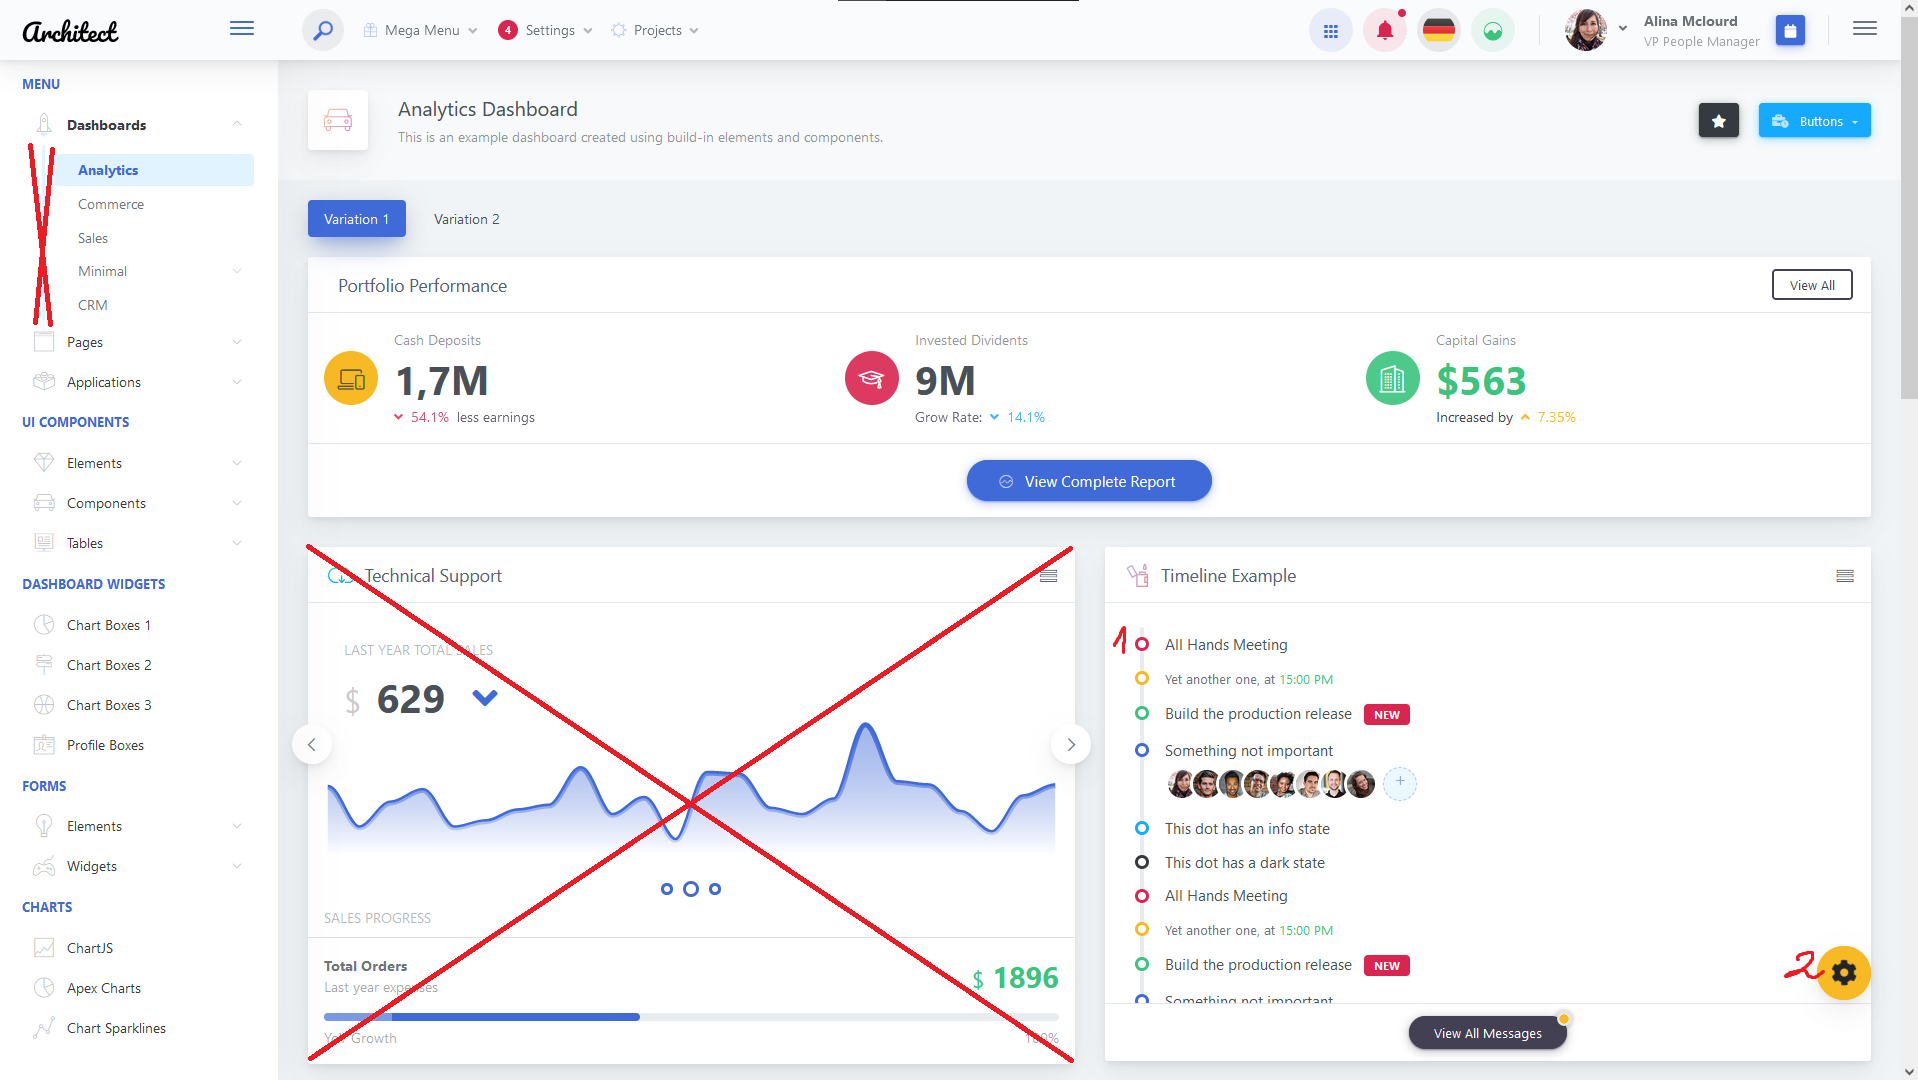 Architect
Mega Menu
4 Settings
Projects
Alina Mclourd
VP People Manager
MENU
Dashboards
Analytics
Commerce
Sales
Minimal
CRM
Pages
Applications
UI COMPONENTS
Elements
Components
Tables
DASHBOARD WIDGETS
Chart Boxes 1
Chart Boxes 2
Chart Boxes 3
Profile Boxes
FORMS
Elements
Widgets
CHARTS
ChartJS
Apex Charts
Chart Sparklines
Analytics Dashboard
This is an example dashboard created using build-in elements and components.
Buttons
Variation 1
Variation 2
Portfolio Performance
View All
Cash Deposits
1,7M
54.1% less earnings
Invested Dividents
9M
Grow Rate: 14.1%
Capital Gains
$563
Increased by 7.35%
View Complete Report
Technical Support
LAST YEAR TOTAL SALES
$ 629
SALES PROGRESS
Total Orders
Last year expenses
$ 1896
YoY Growth
100%
Timeline Example
1
All Hands Meeting
Yet another one, at 15:00 PM
Build the production release NEW
Something not important
+
This dot has an info state
This dot has a dark state
All Hands Meeting
Yet another one, at 15:00 PM
Build the production release NEW
Something not important
2
View All Messages